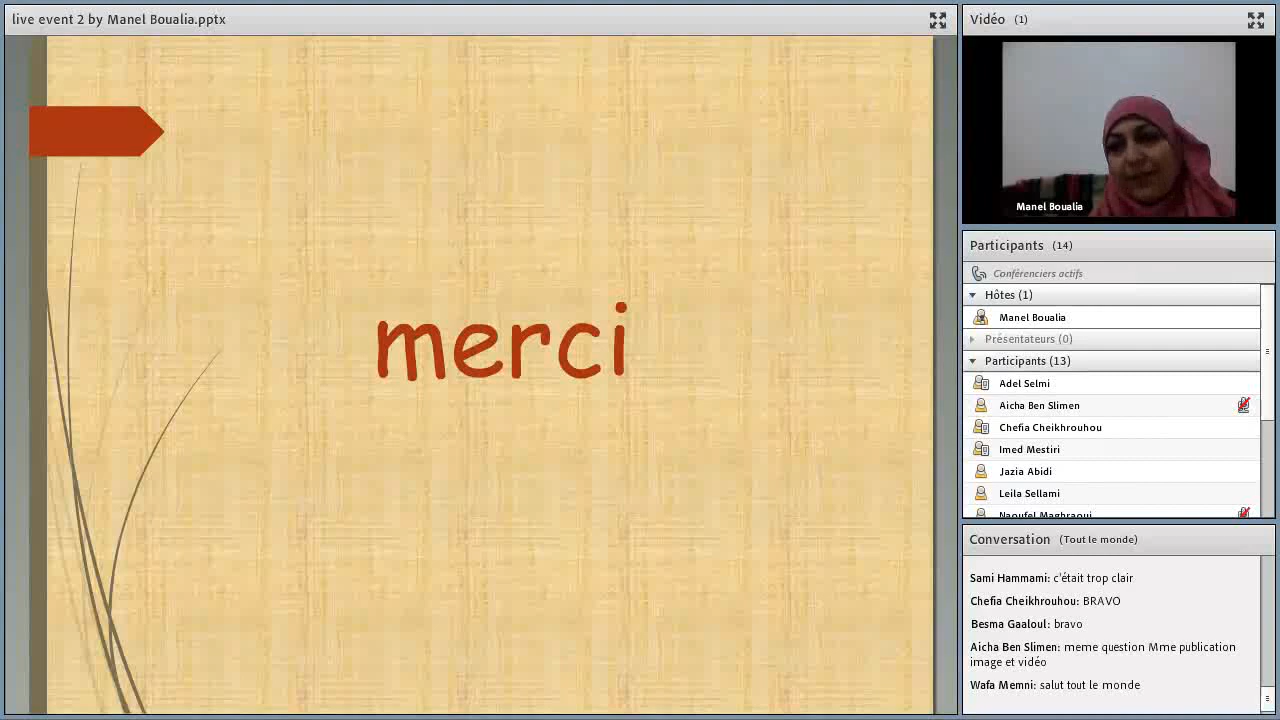 live event 2 by Manel Boualia.pptx
merci
Vidéo (1)
Manel Boualia
Participants (14)
Conférenciers actifs
Hôtes (1)
Manel Boualia
Présentateurs (0)
Participants (13)
Adel Selmi
Aicha Ben Slimen
Chefia Cheikhrouhou
Imed Mestiri
Jazia Abidi
Leila Sellami
Naoufel Maghraoui
Conversation (Tout le monde)
Sami Hammami: c'était trop clair
Chefia Cheikhrouhou: BRAVO
Besma Gaaloul: bravo
Aicha Ben Slimen: meme question Mme publication
image et vidéo
Wafa Memni: salut tout le monde